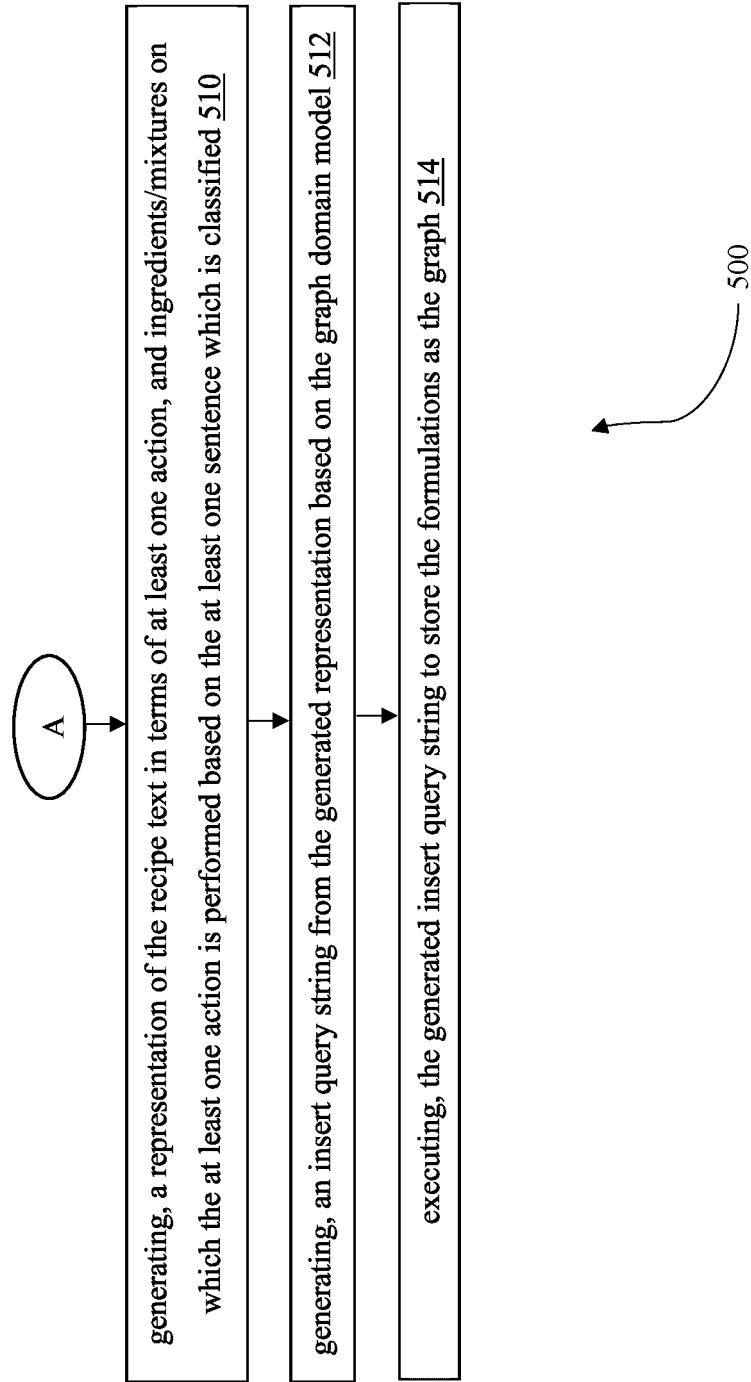 A
generating, a representation of the recipe text in terms of at least one action, and ingredients/mixtures on
which the at least one action is performed based on the at least one sentence which is classified 510
generating, an insert query string from the generated representation based on the graph domain model 512
executing, the generated insert query string to store the formulations as the graph 514
500